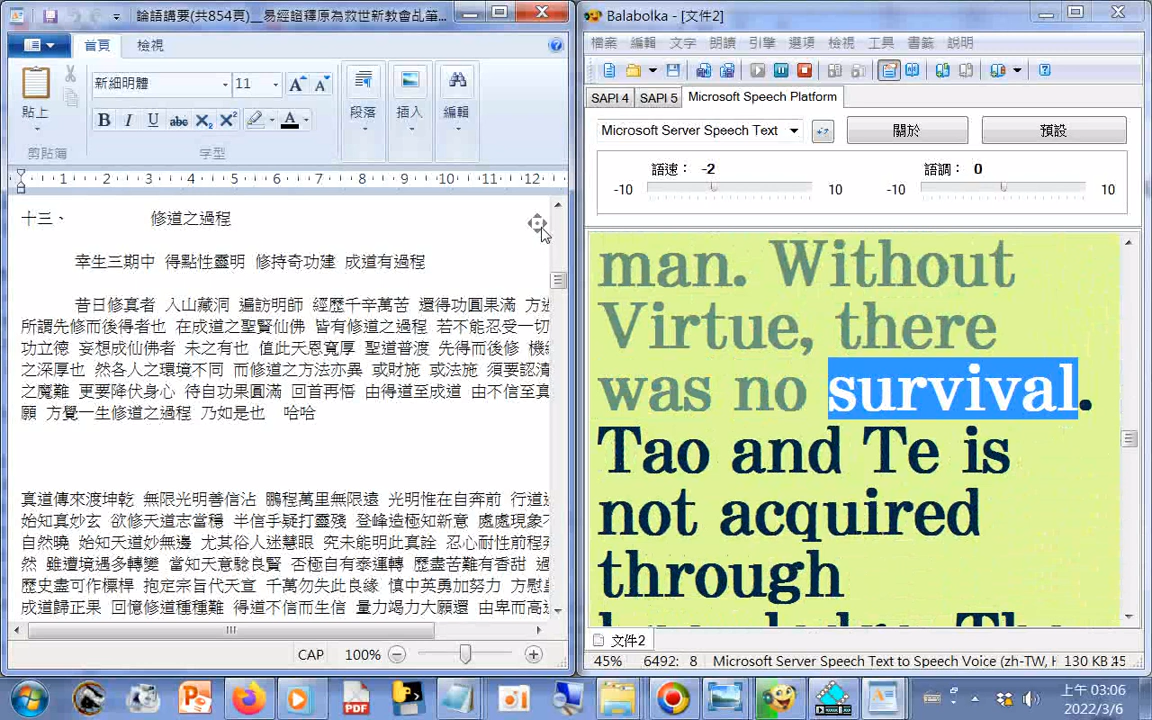 論語講要(共854頁)__易經證釋原為救世新教會乩筆...
首頁
檢視
貼上
剪貼簿
新細明體
11
字型
段落
插入
編輯
1 2 3 4 5 6 7 8 9 10 11 12
十三、 修道之過程
幸生三期中 得點性靈明 修持奇功建 成道有過程
昔日修真者 入山藏洞 遍訪明師 經歷千辛萬苦 還得功圓果滿 方
所謂先修而後得者也 在成道之聖賢仙佛 皆有修道之過程 若不能忍受一切
功立德 妄想成仙佛者 未之有也 值此天恩寬厚 聖道普渡 先得而後修
之深厚也 然各人之環境不同 而修道之方法亦異 或財施 或法施 須要認清
之魔難 更要降伏身心 待自功果圓滿 回首再悟 由得道至成道 由不信至真
願 方覺一生修道之過程 乃如是也 哈哈
真道傳來渡坤乾 無限光明善信沾 鵬程萬里無限遠 光明惟在自奔前 行道
始知真妙玄 欲修天道志當穩 半信乎疑打靈殘 登峰造極知新意 處處現象
自然曉 始知天道妙無邊 尤其俗人迷慧眼 究未能明此真詮 忍心耐性前程
然 雖遭境遇多轉變 當知天意騐良賢 否極自有泰運轉 歷盡苦難有香甜
歷史盡可作標桿 抱定宗旨代天宣 千萬勿失此良緣 慎中英勇加努力 方慰
成道歸正果 回憶修道種種難 得道不信而生信 量力竭力大願還 由卑而高
CAP 100%
Balabolka - [文件2]
檔案 編輯 文字 朗讀 引擎 選項 檢視 工具 書籤 說明
SAPI 4 SAPI 5 Microsoft Speech Platform
Microsoft Server Speech Text
關於
預設
語速： -2
-10 10
語調： 0
-10 10
man. Without
Virtue, there
was no survival.
Tao and Te is
not acquired
through
文件2
45% 6492: 8 Microsoft Server Speech Text to Speech Voice (zh-TW, H 130 KB
上午 03:06
2022/3/6